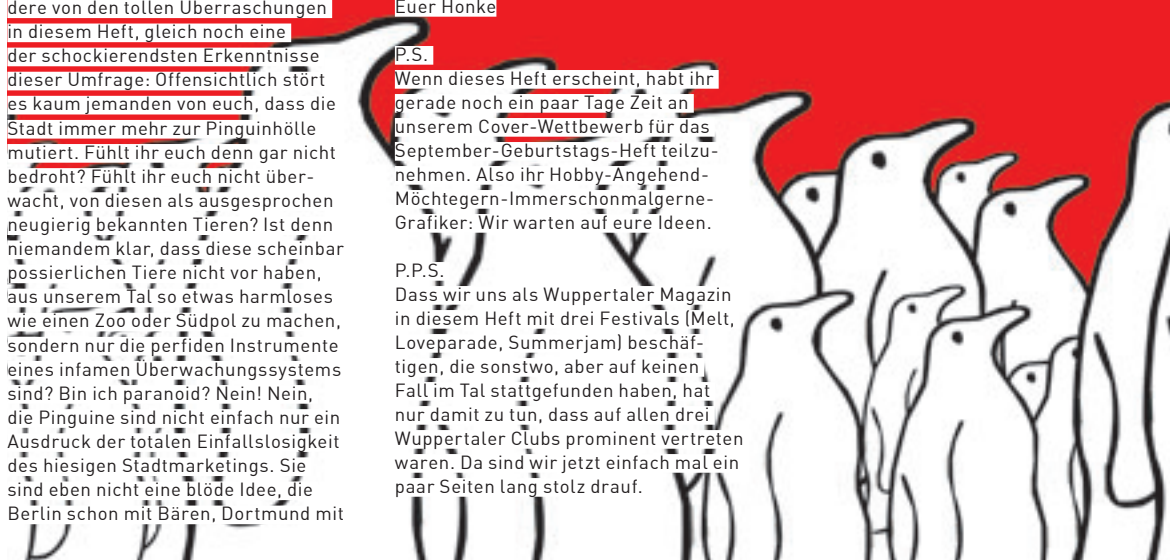 dere von den tollen Überraschungen
in diesem Heft, gleich noch eine
der schockierendsten Erkenntnisse
dieser Umfrage: Offensichtlich stört
es kaum jemanden von euch, dass die
Stadt immer mehr zur Pinguinhölle
mutiert. Fühlt ihr euch denn gar nicht
bedroht? Fühlt ihr euch nicht über-
wacht, von diesen als ausgesprochen
neugierig bekannten Tieren? Ist denn
niemandem klar, dass diese scheinbar
possierlichen Tiere nicht vor haben,
aus unserem Tal so etwas harmloses
wie einen Zoo oder Südpol zu machen,
sondern nur die perfiden Instrumente
eines infamen Überwachungssystems
sind? Bin ich paranoid? Nein! Nein,
die Pinguine sind nicht einfach nur ein
Ausdruck der totalen Einfallslosigkeit
des hiesigen Stadtmarketings. Sie
sind eben nicht eine blöde Idee, die
Berlin schon mit Bären, Dortmund mit
Euer Honke
P.S.
Wenn dieses Heft erscheint, habt ihr
gerade noch ein paar Tage Zeit an
unserem Cover-Wettbewerb für das
September-Geburtstags-Heft teilzu-
nehmen. Also ihr Hobby-Angehend-
Möchtegern-Immerschonmalgerne-
Grafiker: Wir warten auf eure Ideen.
P.P.S.
Dass wir uns als Wuppertaler Magazin
in diesem Heft mit drei Festivals (Melt,
Loveparade, Summerjam) beschäf-
tigen, die sonstwo, aber auf keinen
Fall im Tal stattgefunden haben, hat
nur damit zu tun, dass auf allen drei
Wuppertaler Clubs prominent vertreten
waren. Da sind wir jetzt einfach mal ein
paar Seiten lang stolz drauf.